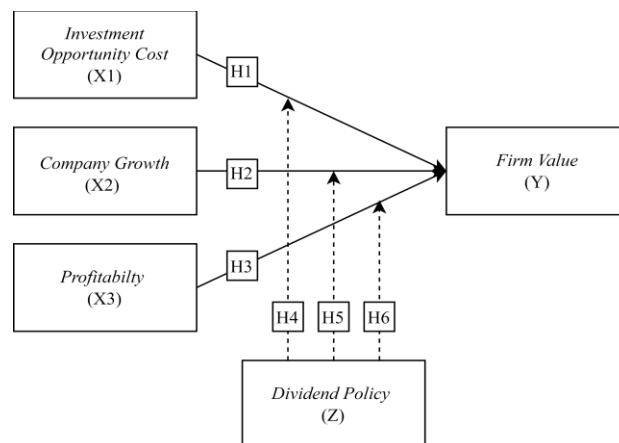 Investment
Opportunity Cost
(X1)
H1
Company Growth
(X2)
H2
Firm Value
(Y)
Profitabilty
(X3)
H3
H4
H5
H6
Dividend Policy
(Z)